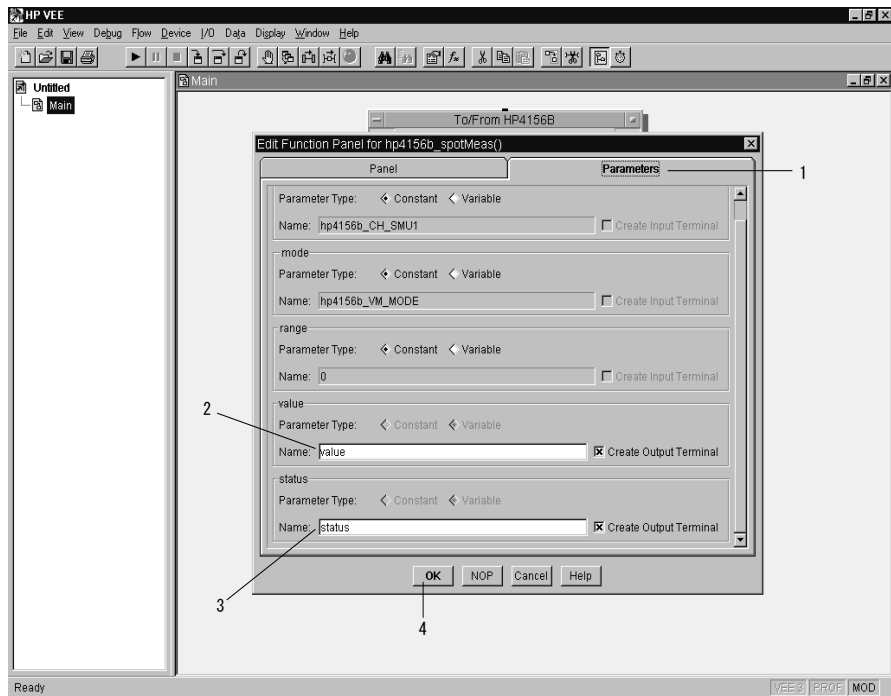 HP VEE
File Edit View Debug Flow Device I/O Data Display Window Help
Untitled
Main
Main
To/From HP4156B
Edit Function Panel for hp4156b_spotMeas()
Panel
Parameters
1
Parameter Type: Constant Variable
Name: hp4156b_CH_SMU1 Create Input Terminal
mode
Parameter Type: Constant Variable
Name: hp4156b_VM_MODE Create Input Terminal
range
Parameter Type: Constant Variable
Name: 0 Create Input Terminal
value
2
Parameter Type: Constant Variable
Name: value Create Output Terminal
status
Parameter Type: Constant Variable
Name: status Create Output Terminal
OK NOP Cancel Help
3
4
Ready VEE 3 PROF MOD